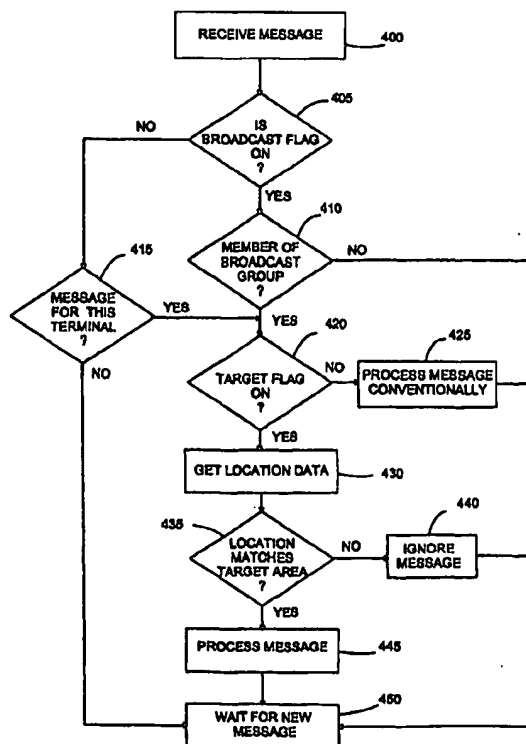 RECEIVE MESSAGE
400
405
NO
IS
BROADCAST FLAG
ON
?
YES
410
415
MEMBER OF
BROADCAST
GROUP
?
NO
MESSAGE
FOR THIS
TERMINAL
?
YES
YES
420
425
NO
TARGET FLAG
ON
?
NO
PROCESS MESSAGE
CONVENTIONALLY
YES
GET LOCATION DATA
430
435
440
LOCATION
MATCHES
TARGET AREA
?
NO
IGNORE
MESSAGE
YES
PROCESS MESSAGE
445
450
WAIT FOR NEW
MESSAGE